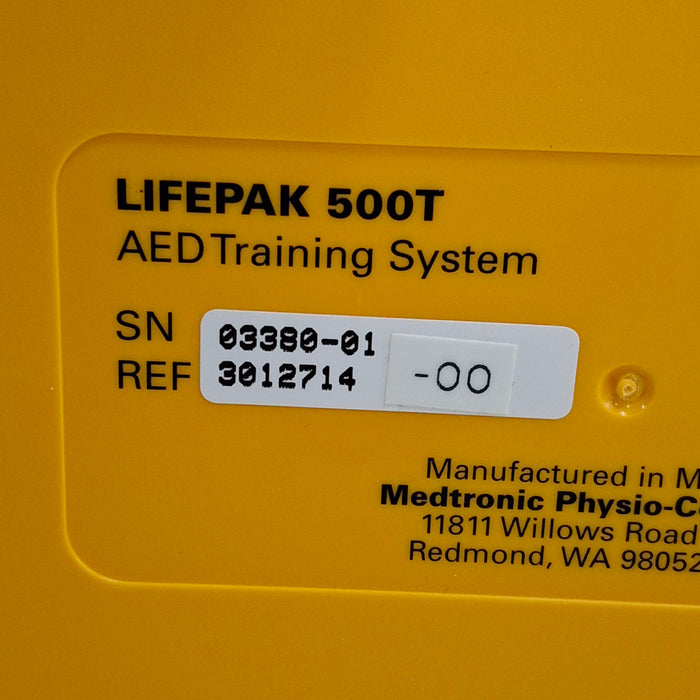 LIFEPAK 500T
AED Training System
SN 03380-01
REF 3012714 -00
Manufactured in M
Medtronic Physio-C
11811 Willows Road
Redmond, WA 98052